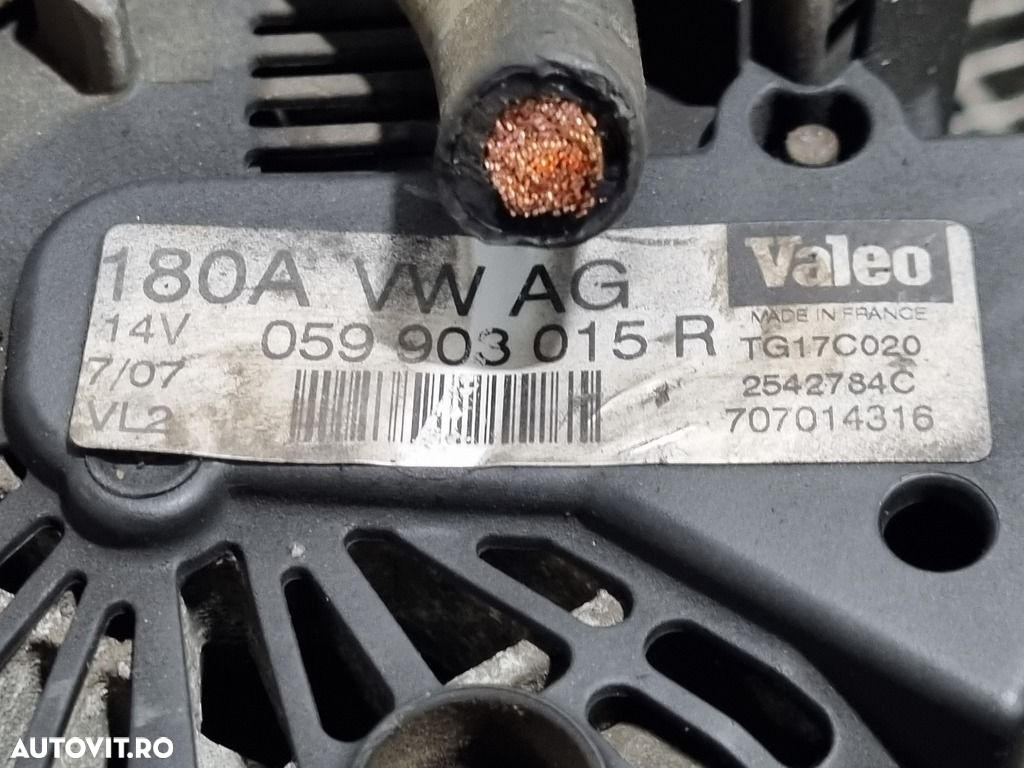 180A VW AG
14V
059 903 015 R
7/07
VL2
Valeo
MADE IN FRANCE
TG17C020
2542784C
707014316
AUTOVIT.RO